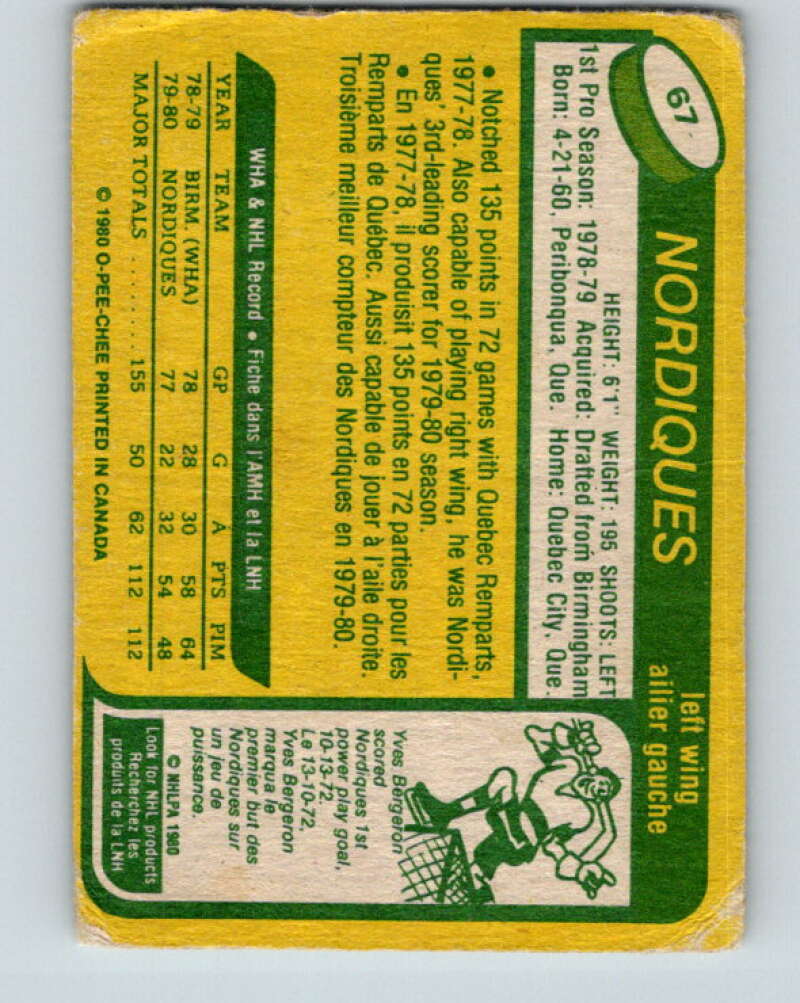 67
NORDIQUES
left wing
ailier gauche
HEIGHT: 6'1" WEIGHT: 195 SHOOTS: LEFT
1st Pro Season: 1978-79 Acquired: Drafted from Birmingham
Born: 4-21-60, Peribonqua, Que. Home: Quebec City, Que.
• Notched 135 points in 72 games with Quebec Remparts,
1977-78. Also capable of playing right wing, he was Nordi-
ques' 3rd-leading scorer for 1979-80 season.
• En 1977-78, il produisit 135 points en 72 parties pour les
Remparts de Québec. Aussi capable de jouer à l'aile droite.
Troisième meilleur compteur des Nordiques en 1979-80.
WHA & NHL Record • Fiche dans l'AMH et la LNH
YEAR TEAM GP G A PTS PIM
78-79 BIRM. (WHA) 78 28 30 58 64
79-80 NORDIQUES 77 22 32 54 48
MAJOR TOTALS ........ 155 50 62 112 112
© 1980 O-PEE-CHEE PRINTED IN CANADA
Yves Bergeron
scored
Nordiques 1st
power play goal,
10-13-72.
Le 13-10-72,
Yves Bergeron
marqua le
premier but des
Nordiques sur
un jeu de
puissance.
© NHLPA 1980
Look for NHL products
Recherchez les
produits de la LNH